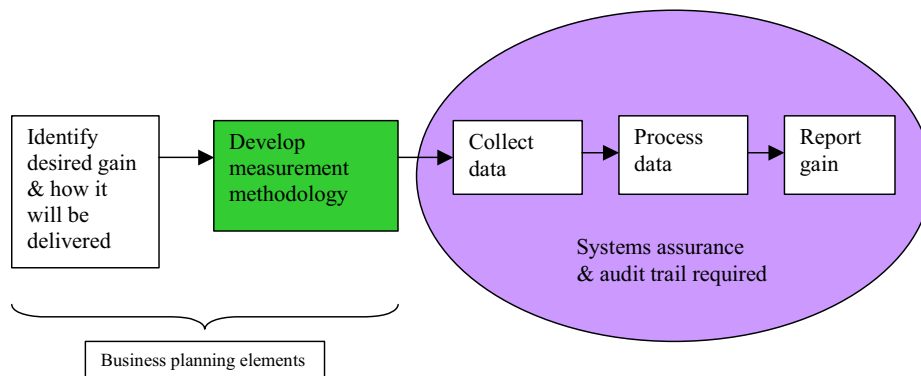 Identify
desired gain
& how it
will be
delivered
Develop
measurement
methodology
Collect
data
Process
data
Report
gain
Systems assurance
& audit trail required
Business planning elements